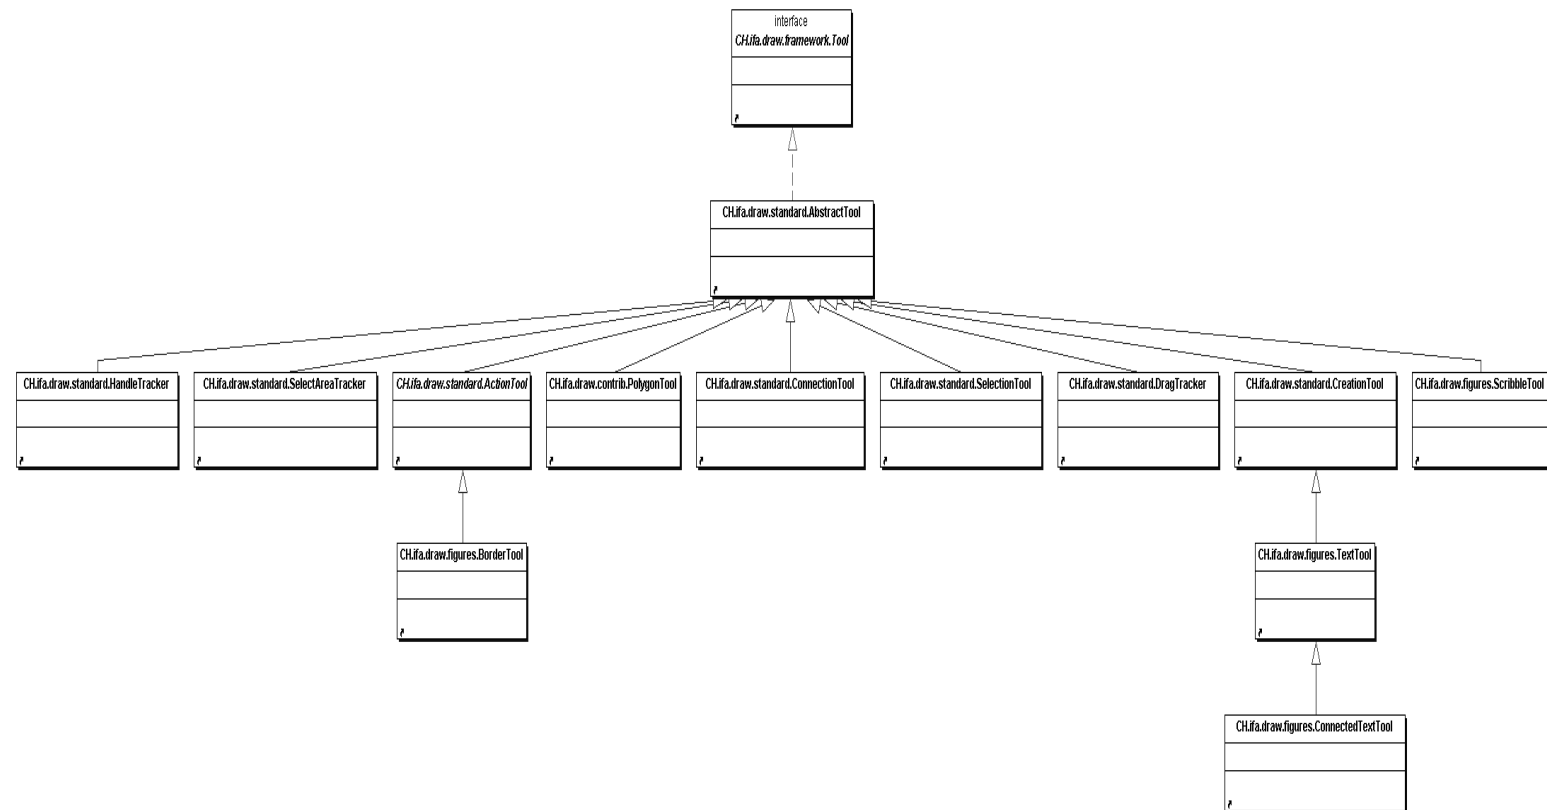 interface
CH.ifa.draw.framework.Tool
CH.ifa.draw.standard.AbstractTool
CH.ifa.draw.standard.HandleTracker
CH.ifa.draw.standard.SelectAreaTracker
CH.ifa.draw.standard.ActionTool
CH.ifa.draw.contrib.PolygonTool
CH.ifa.draw.standard.ConnectionTool
CH.ifa.draw.standard.SelectionTool
CH.ifa.draw.standard.DragTracker
CH.ifa.draw.standard.CreationTool
CH.ifa.draw.figures.ScribbleTool
CH.ifa.draw.figures.BorderTool
CH.ifa.draw.figures.TextTool
CH.ifa.draw.figures.ConnectedTextTool